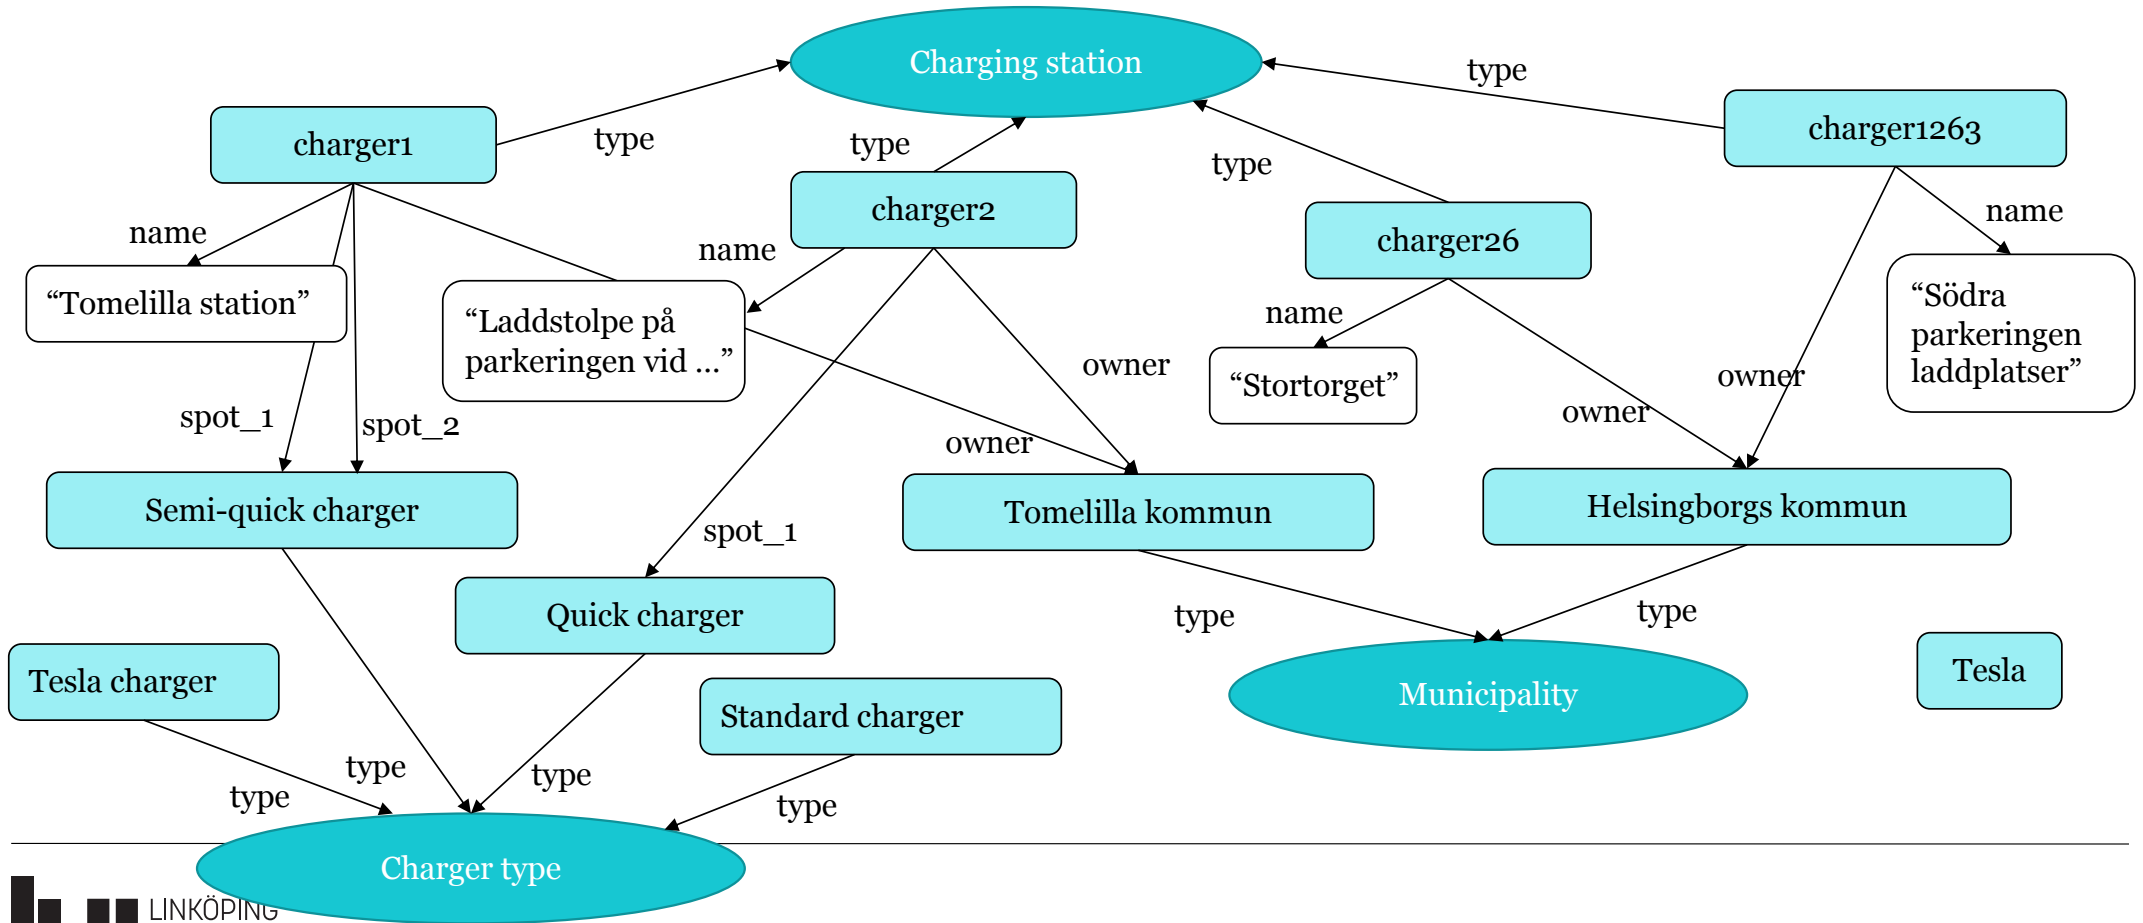 Charging station
type
charger1
type
type
charger1263
type
charger2
name
name
charger26
name
“Tomelilla station”
“Laddstolpe på
parkeringen vid ...”
name
“Södra
parkeringen
laddplatser”
owner
“Stortorget”
owner
spot_1
spot_2
owner
owner
Semi-quick charger
Tomelilla kommun
Helsingborgs kommun
spot_1
Quick charger
type
type
Tesla charger
Standard charger
Municipality
Tesla
type
type
type
type
Charger type
LINKÖPING